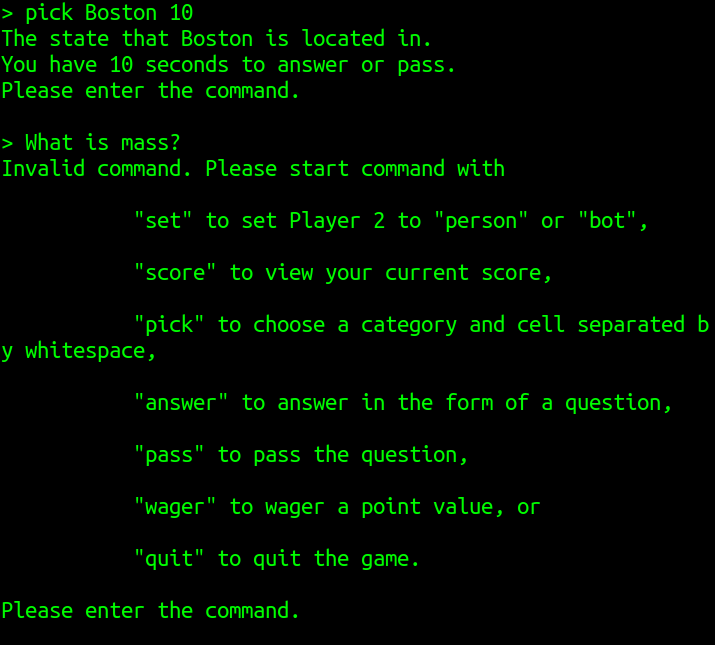 > pick Boston 10
The state that Boston is located in.
You have 10 seconds to answer or pass.
Please enter the command.
> What is mass?
Invalid command. Please start command with
"set" to set Player 2 to "person" or "bot",
"score" to view your current score,
"pick" to choose a category and cell separated b
y whitespace,
"answer" to answer in the form of a question,
"pass" to pass the question,
"wager" to wager a point value, or
"quit" to quit the game.
Please enter the command.